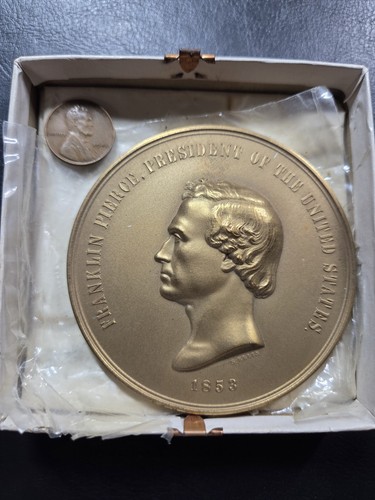 FRANKLIN PIERCE, PRESIDENT OF THE UNITED STATES.
1853